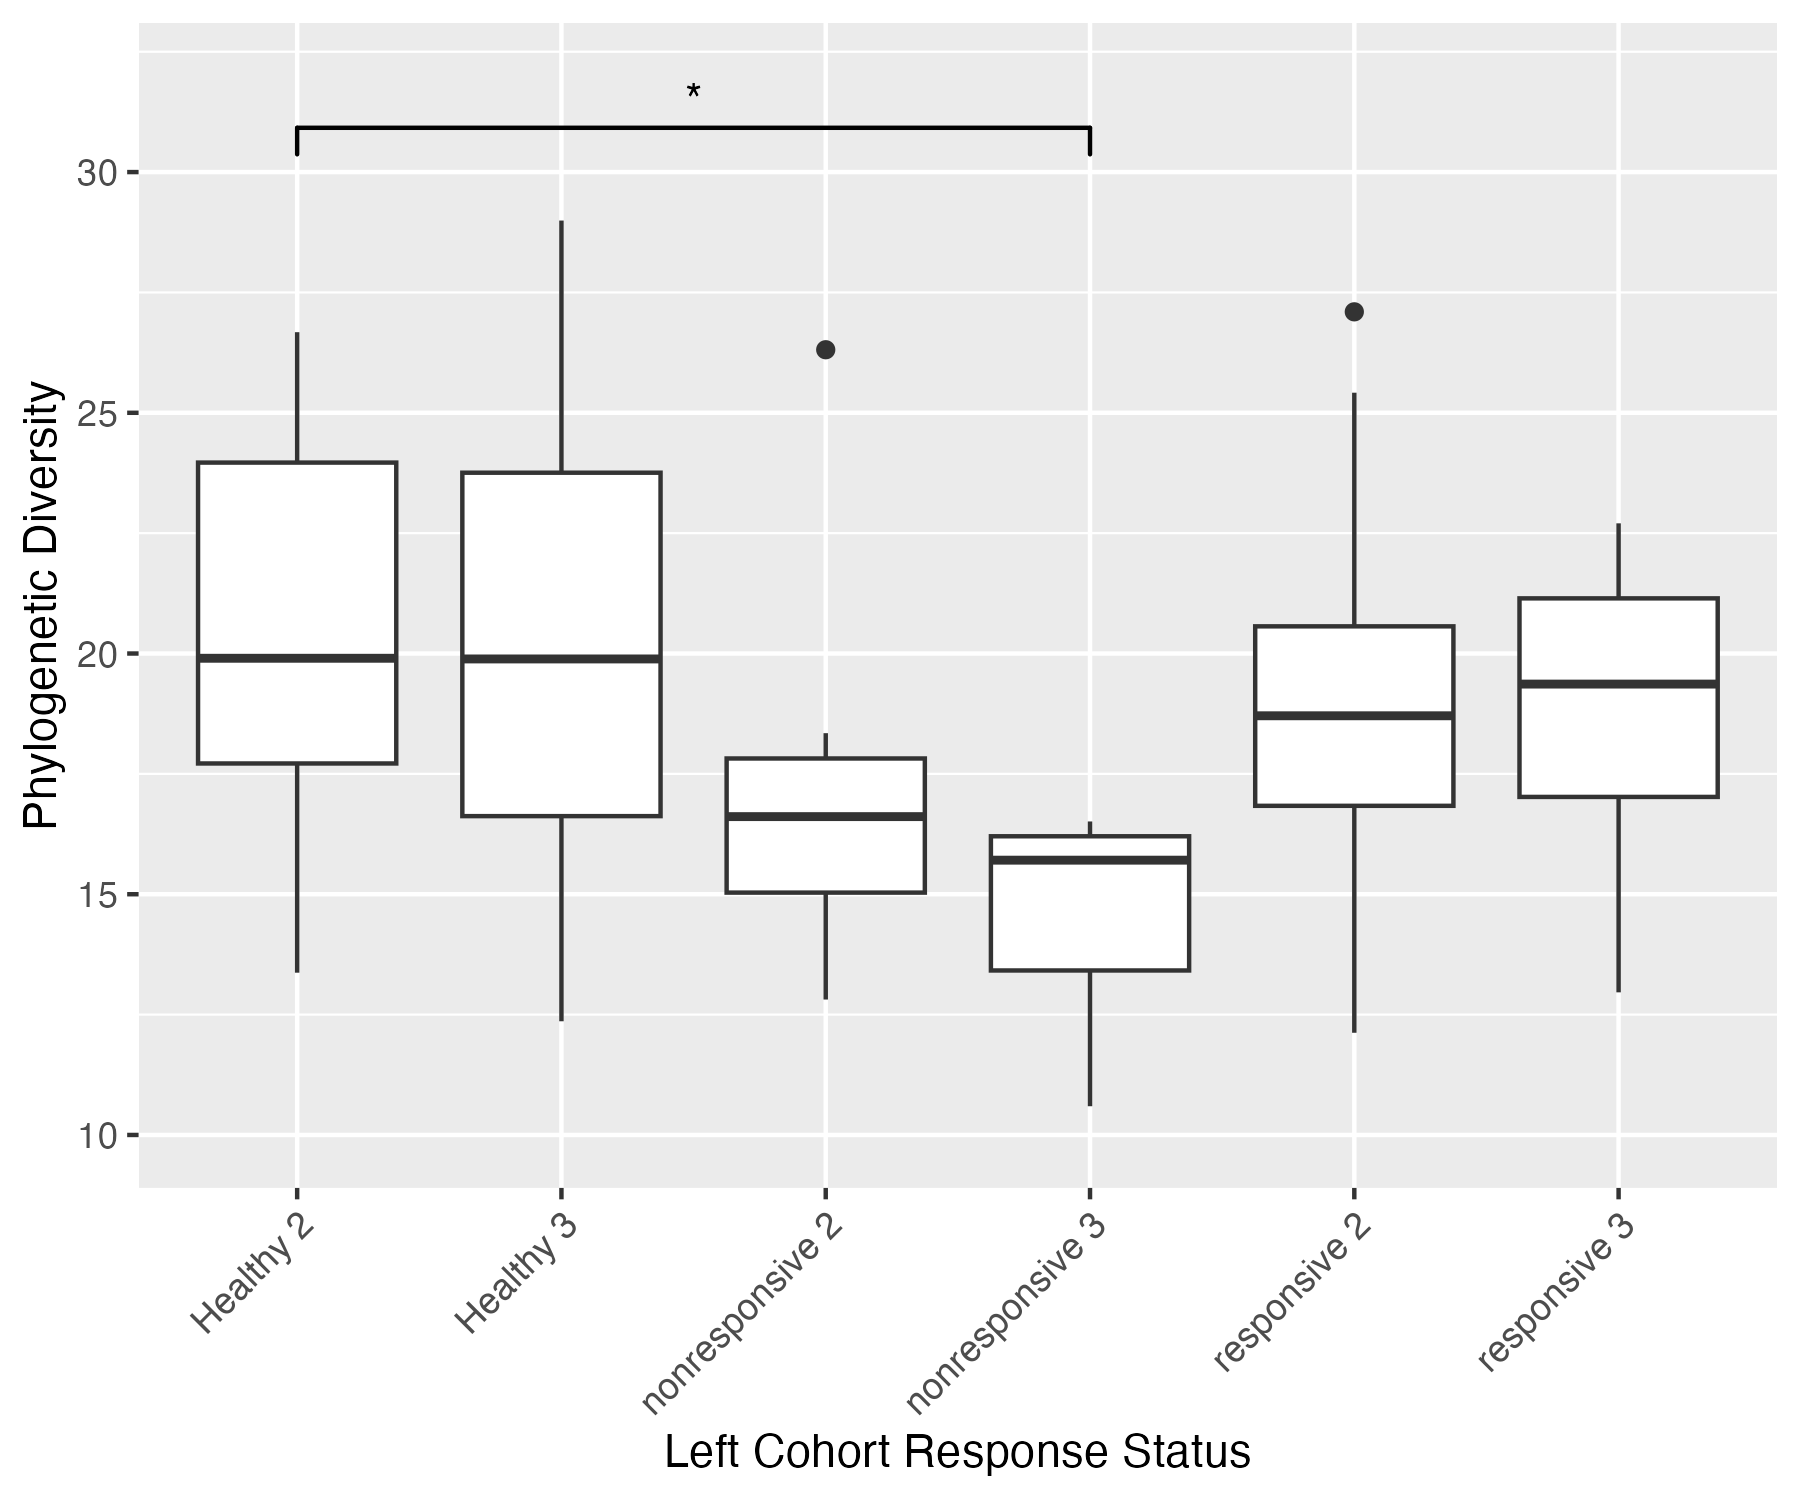 *
30
25
20
15
10
Phylogenetic Diversity
Healthy 2
Healthy 3
nonresponsive 2
nonresponsive 3
responsive 2
responsive 3
Left Cohort Response Status